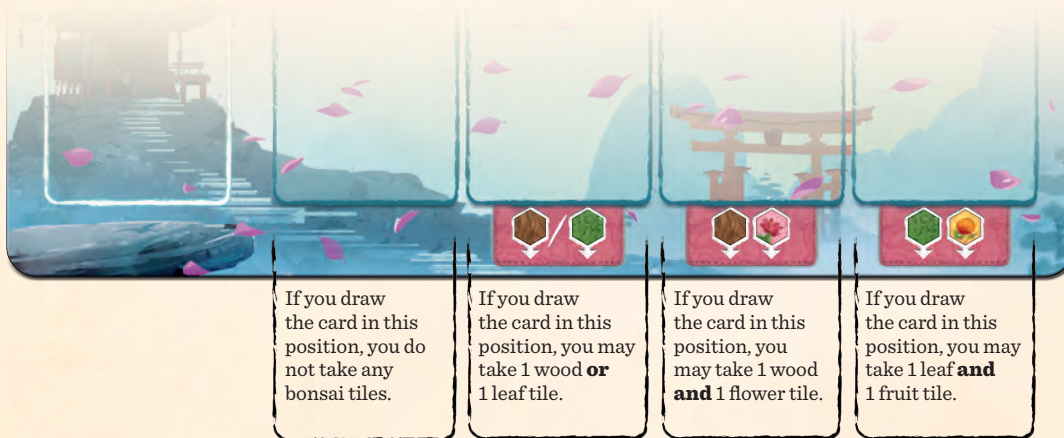 If you draw
the card in this
position, you do
not take any
bonsai tiles.
If you draw
the card in this
position, you may
take 1 wood or
1 leaf tile.
If you draw
the card in this
position, you
may take 1 wood
and 1 flower tile.
If you draw
the card in this
position, you may
take 1 leaf and
1 fruit tile.